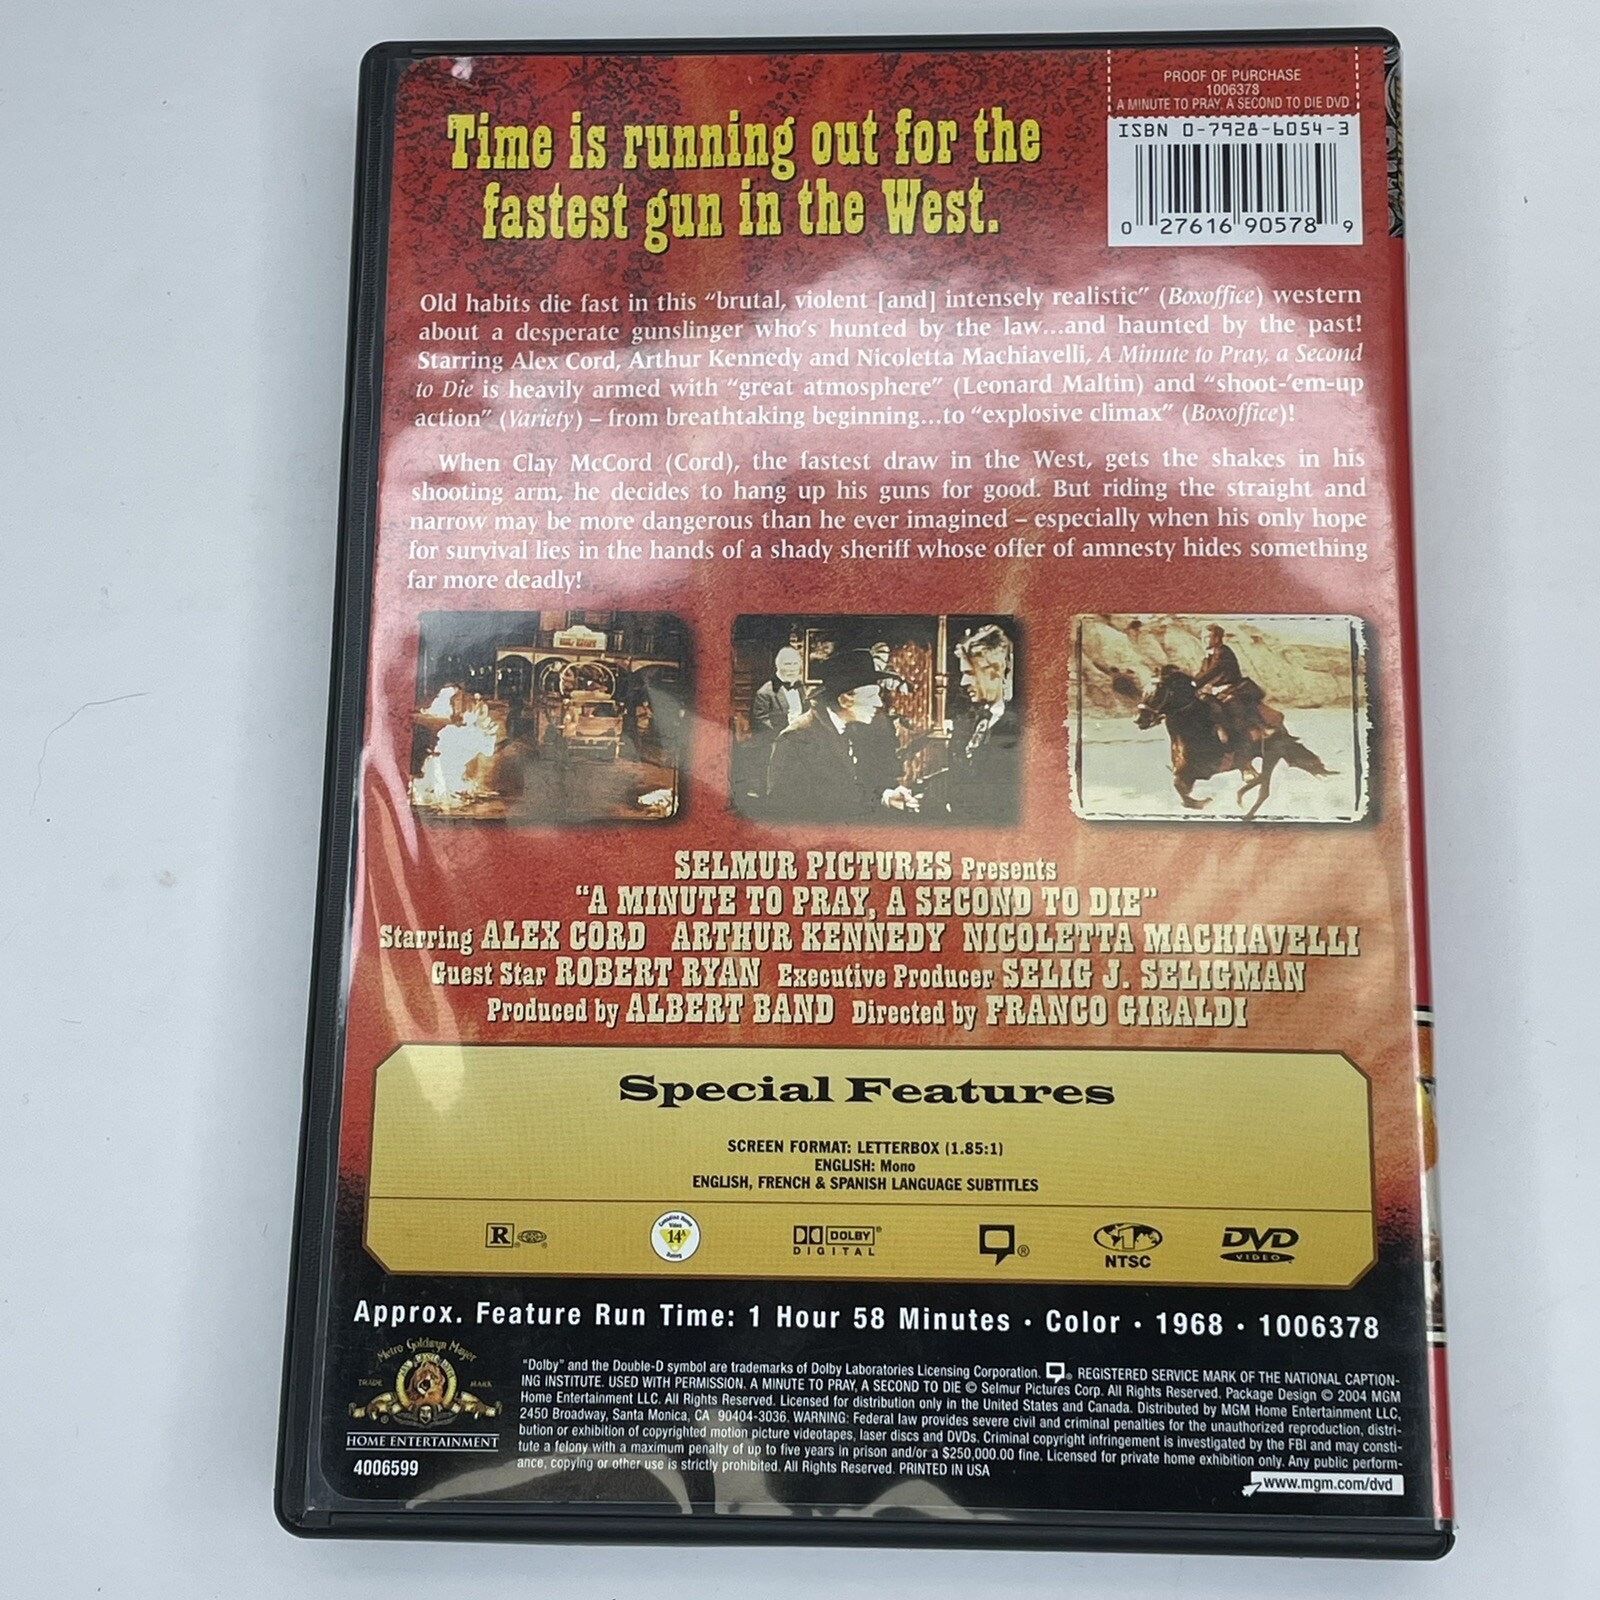 PROOF OF PURCHASE
1006378
A MINUTE TO PRAY, A SECOND TO DIE DVD
ISBN 0-7928-6054-3
0 27616 90578 9
Time is running out for the
fastest gun in the West.
Old habits die fast in this “brutal, violent [and] intensely realistic” (Boxoffice) western
about a desperate gunslinger who’s hunted by the law...and haunted by the past!
Starring Alex Cord, Arthur Kennedy and Nicoletta Machiavelli, A Minute to Pray, a Second
to Die is heavily armed with “great atmosphere” (Leonard Maltin) and “shoot-’em-up
action” (Variety) – from breathtaking beginning...to “explosive climax” (Boxoffice)!
When Clay McCord (Cord), the fastest draw in the West, gets the shakes in his
shooting arm, he decides to hang up his guns for good. But riding the straight and
narrow may be more dangerous than he ever imagined – especially when his only hope
for survival lies in the hands of a shady sheriff whose offer of amnesty hides something
far more deadly!
SELMUR PICTURES Presents
“A MINUTE TO PRAY, A SECOND TO DIE”
Starring ALEX CORD ARTHUR KENNEDY NICOLETTA MACHIAVELLI
Guest Star ROBERT RYAN Executive Producer SELIG J. SELIGMAN
Produced by ALBERT BAND Directed by FRANCO GIRALDI
Special Features
SCREEN FORMAT: LETTERBOX (1.85:1)
ENGLISH: Mono
ENGLISH, FRENCH & SPANISH LANGUAGE SUBTITLES
R ®
Canadian Home
Video
14A
Rating
DOLBY®
DIGITAL
®
NTSC
DVD
VIDEO
Approx. Feature Run Time: 1 Hour 58 Minutes • Color • 1968 • 1006378
Metro Goldwyn Mayer
TRADE MARK
HOME ENTERTAINMENT
4006599
“Dolby” and the Double-D symbol are trademarks of Dolby Laboratories Licensing Corporation. ® REGISTERED SERVICE MARK OF THE NATIONAL CAPTION-
ING INSTITUTE. USED WITH PERMISSION. A MINUTE TO PRAY, A SECOND TO DIE © Selmur Pictures Corp. All Rights Reserved. Package Design © 2004 MGM
Home Entertainment LLC. All Rights Reserved. Licensed for distribution only in the United States and Canada. Distributed by MGM Home Entertainment LLC,
2450 Broadway, Santa Monica, CA 90404-3036. WARNING: Federal law provides severe civil and criminal penalties for the unauthorized reproduction, distri-
bution or exhibition of copyrighted motion picture videotapes, laser discs and DVDs. Criminal copyright infringement is investigated by the FBI and may consti-
tute a felony with a maximum penalty of up to five years in prison and/or a $250,000.00 fine. Licensed for private home exhibition only. Any public perform-
ance, copying or other use is strictly prohibited. All Rights Reserved. PRINTED IN USA
www.mgm.com/dvd